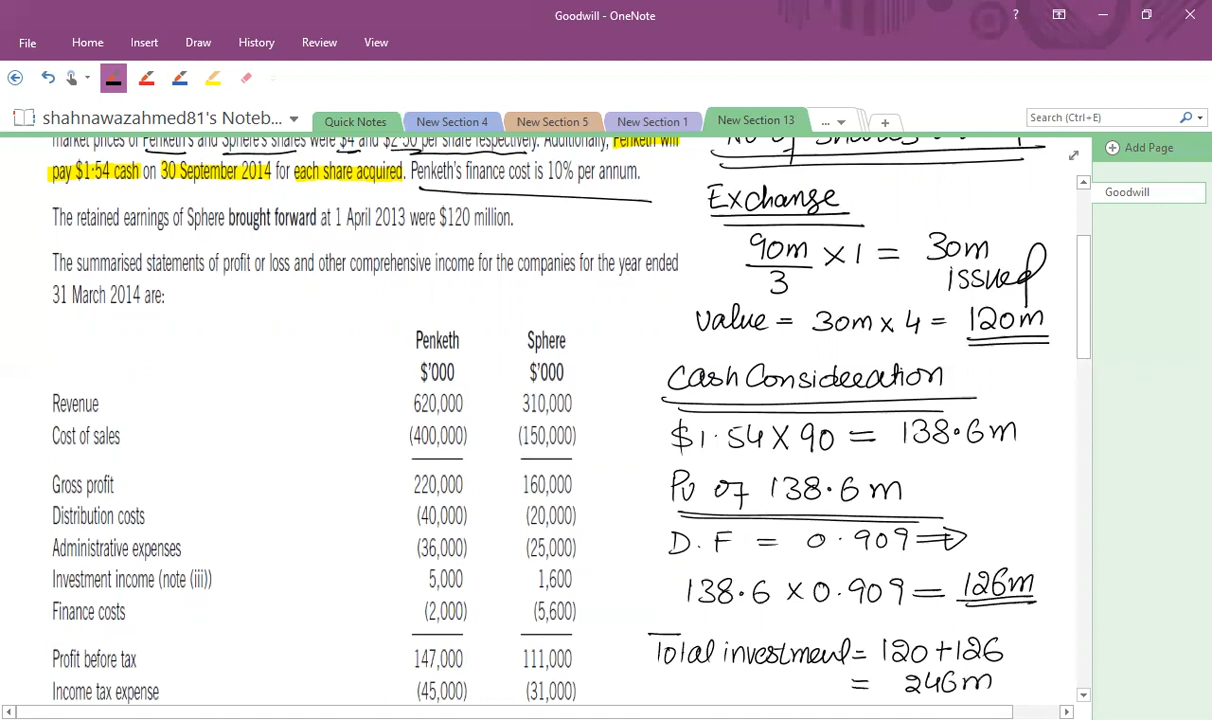 Goodwill - OneNote
?
File Home Insert Draw History Review View
shahnawazahmed81's Noteb... Quick Notes New Section 4 New Section 5 New Section 1 New Section 13 ... + Search (Ctrl+E)
Add Page
Goodwill
market prices of Penketh's and Sphere's shares were $4 and $2·50 per share respectively. Additionally, Penketh will
pay $1·54 cash on 30 September 2014 for each share acquired. Penketh's finance cost is 10% per annum.
The retained earnings of Sphere brought forward at 1 April 2013 were $120 million.
The summarised statements of profit or loss and other comprehensive income for the companies for the year ended
31 March 2014 are:
Penketh Sphere
$'000 $'000
Revenue 620,000 310,000
Cost of sales (400,000) (150,000)
Gross profit 220,000 160,000
Distribution costs (40,000) (20,000)
Administrative expenses (36,000) (25,000)
Investment income (note (iii)) 5,000 1,600
Finance costs (2,000) (5,600)
Profit before tax 147,000 111,000
Income tax expense (45,000) (31,000)
No of shares
Exchange
90m/3 × 1 = 30m
issued
Value = 30m × 4 = 120m
Cash Consideration
$1.54 × 90 = 138.6m
PV of 138.6m
D.F = 0.909 ⇒
138.6 × 0.909 = 126m
Total investment = 120+126
= 246m